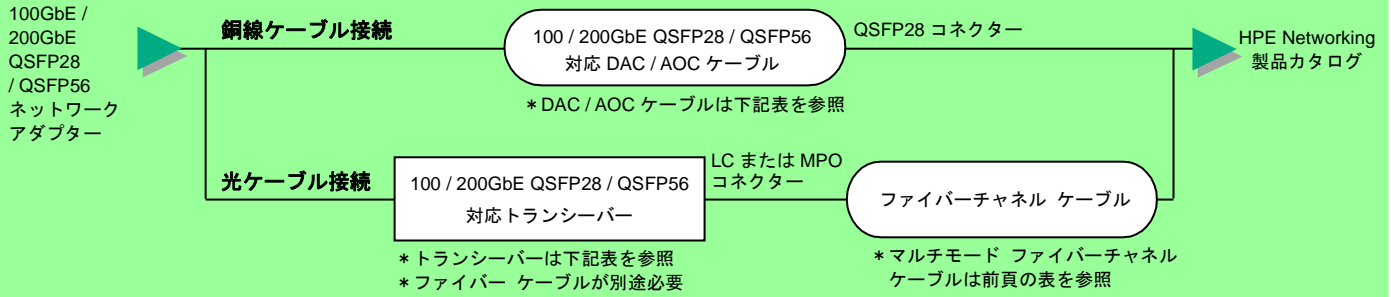 100GbE /
200GbE
QSFP28
/ QSFP56
ネットワーク
アダプター
銅線ケーブル接続
100 / 200GbE QSFP28 / QSFP56
対応 DAC / AOC ケーブル
QSFP28 コネクター
HPE Networking
製品カタログ
＊DAC / AOC ケーブルは下記表を参照
光ケーブル接続
100 / 200GbE QSFP28 / QSFP56
対応トランシーバー
LC または MPO
コネクター
ファイバーチャネル ケーブル
＊トランシーバーは下記表を参照
＊ファイバー ケーブルが別途必要
＊マルチモード ファイバーチャネル
ケーブルは前頁の表を参照